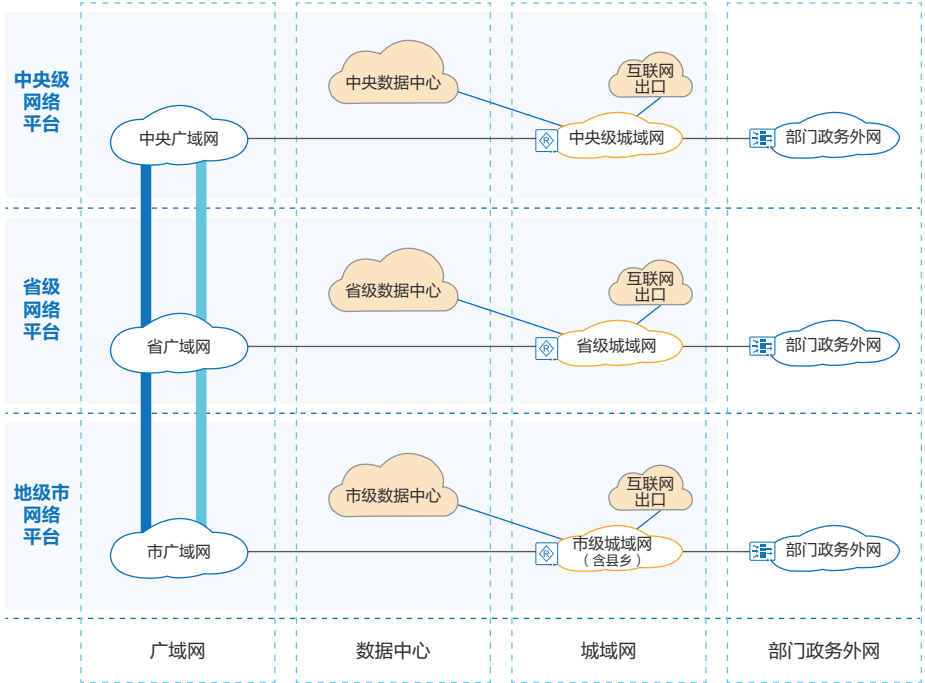 中央级
网络
平台
中央广域网
中央数据中心
互联网
出口
R
中央级城域网
部门政务外网
省级
网络
平台
省广域网
省级数据中心
互联网
出口
R
省级城域网
部门政务外网
地级市
网络
平台
市广域网
市级数据中心
互联网
出口
R
市级城域网
（含县乡）
部门政务外网
广域网
数据中心
城域网
部门政务外网